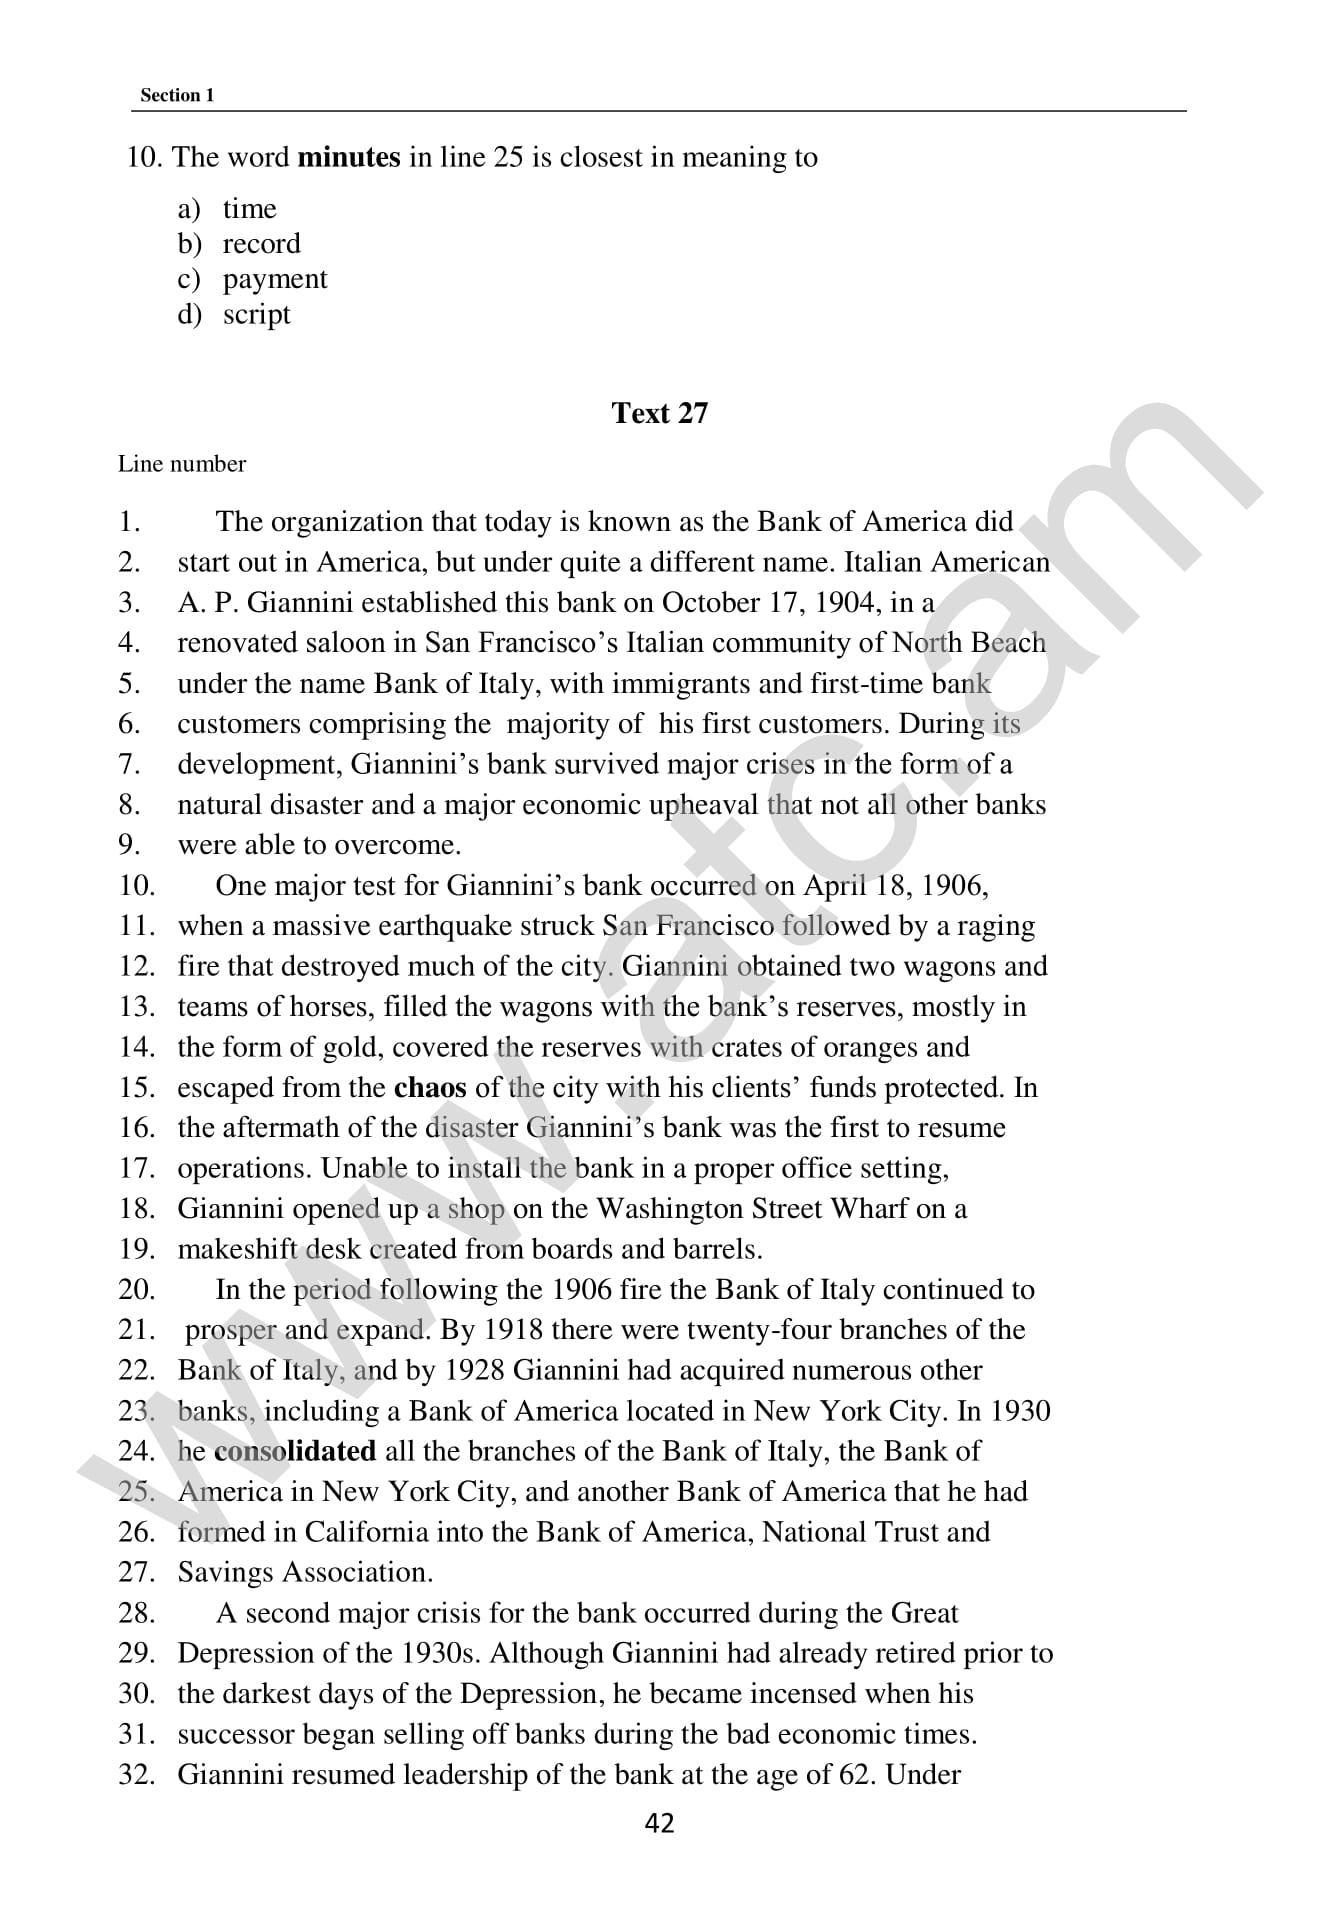 Section 1
10. The word minutes in line 25 is closest in meaning to
a) time
b) record
c) payment
d) script
Text 27
Line number
1. The organization that today is known as the Bank of America did
2. start out in America, but under quite a different name. Italian American
3. A. P. Giannini established this bank on October 17, 1904, in a
4. renovated saloon in San Francisco’s Italian community of North Beach
5. under the name Bank of Italy, with immigrants and first-time bank
6. customers comprising the majority of his first customers. During its
7. development, Giannini’s bank survived major crises in the form of a
8. natural disaster and a major economic upheaval that not all other banks
9. were able to overcome.
10. One major test for Giannini’s bank occurred on April 18, 1906,
11. when a massive earthquake struck San Francisco followed by a raging
12. fire that destroyed much of the city. Giannini obtained two wagons and
13. teams of horses, filled the wagons with the bank’s reserves, mostly in
14. the form of gold, covered the reserves with crates of oranges and
15. escaped from the chaos of the city with his clients’ funds protected. In
16. the aftermath of the disaster Giannini’s bank was the first to resume
17. operations. Unable to install the bank in a proper office setting,
18. Giannini opened up a shop on the Washington Street Wharf on a
19. makeshift desk created from boards and barrels.
20. In the period following the 1906 fire the Bank of Italy continued to
21. prosper and expand. By 1918 there were twenty-four branches of the
22. Bank of Italy, and by 1928 Giannini had acquired numerous other
23. banks, including a Bank of America located in New York City. In 1930
24. he consolidated all the branches of the Bank of Italy, the Bank of
25. America in New York City, and another Bank of America that he had
26. formed in California into the Bank of America, National Trust and
27. Savings Association.
28. A second major crisis for the bank occurred during the Great
29. Depression of the 1930s. Although Giannini had already retired prior to
30. the darkest days of the Depression, he became incensed when his
31. successor began selling off banks during the bad economic times.
32. Giannini resumed leadership of the bank at the age of 62. Under
42
www.atc.am